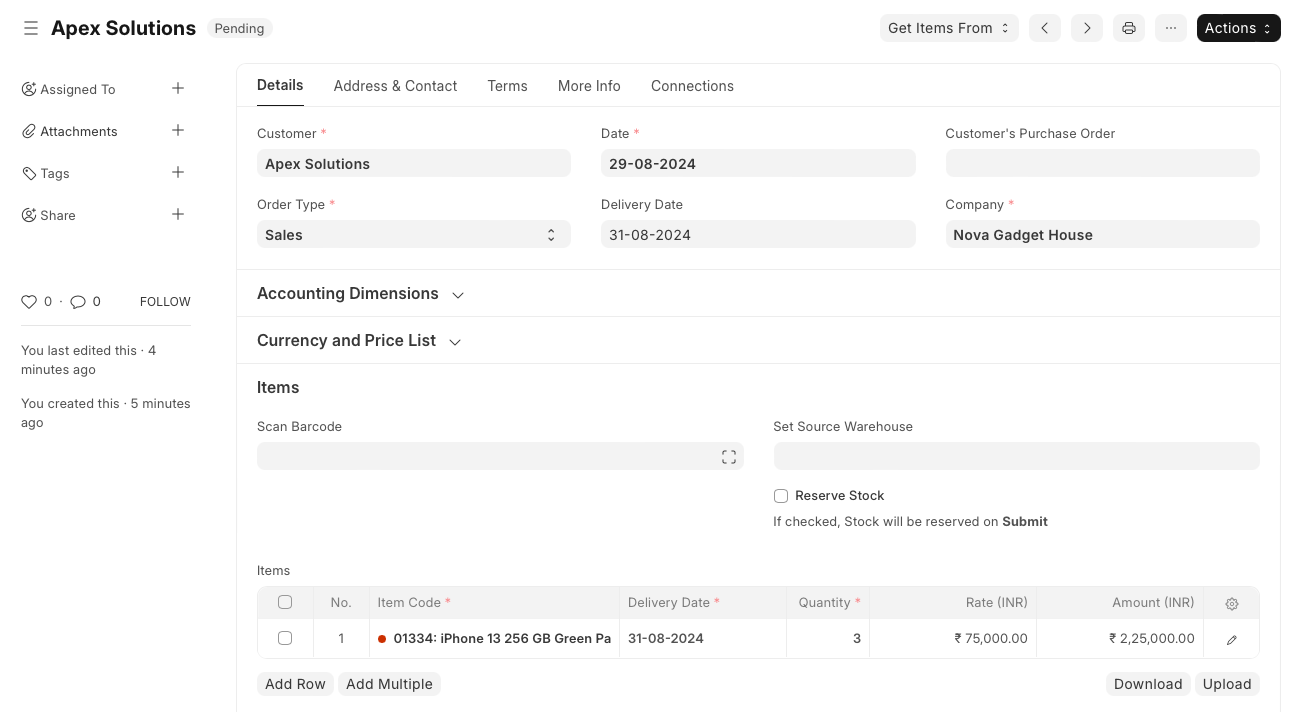 Apex Solutions Pending Get Items From ... Actions
Assigned To
Attachments
Tags
Share
0 · 0 FOLLOW
You last edited this · 4
minutes ago
You created this · 5 minutes
ago
Details Address & Contact Terms More Info Connections
Customer * Date * Customer's Purchase Order
Apex Solutions 29-08-2024
Order Type * Delivery Date Company *
Sales 31-08-2024 Nova Gadget House
Accounting Dimensions
Currency and Price List
Items
Scan Barcode Set Source Warehouse
Reserve Stock
If checked, Stock will be reserved on Submit
Items
No. Item Code * Delivery Date * Quantity * Rate (INR) Amount (INR)
1 01334: iPhone 13 256 GB Green Pa 31-08-2024 3 ₹ 75,000.00 ₹ 2,25,000.00
Add Row Add Multiple Download Upload